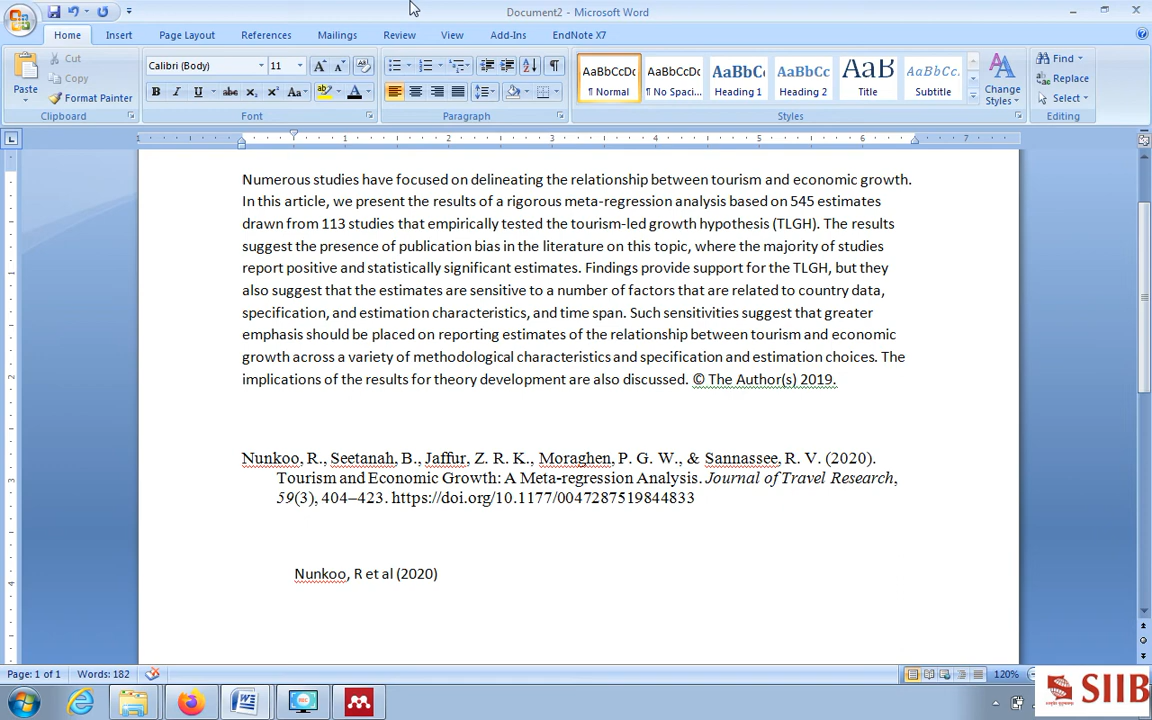 Document2 - Microsoft Word
Home Insert Page Layout References Mailings Review View Add-Ins EndNote X7
Paste
Cut
Copy
Format Painter
Clipboard
Calibri (Body) 11
B I U abc X₂ X² Aa A
Font
Paragraph
AaBbCcDc AaBbCcDc AaBbC AaBbCc AaB AaBbCc.
¶ Normal ¶ No Spaci... Heading 1 Heading 2 Title Subtitle
Change
Styles
Styles
Find
Replace
Select
Editing
1 1 2 3 4 5 6 7
Numerous studies have focused on delineating the relationship between tourism and economic growth.
In this article, we present the results of a rigorous meta-regression analysis based on 545 estimates
drawn from 113 studies that empirically tested the tourism-led growth hypothesis (TLGH). The results
suggest the presence of publication bias in the literature on this topic, where the majority of studies
report positive and statistically significant estimates. Findings provide support for the TLGH, but they
also suggest that the estimates are sensitive to a number of factors that are related to country data,
specification, and estimation characteristics, and time span. Such sensitivities suggest that greater
emphasis should be placed on reporting estimates of the relationship between tourism and economic
growth across a variety of methodological characteristics and specification and estimation choices. The
implications of the results for theory development are also discussed. © The Author(s) 2019.
Nunkoo, R., Seetanah, B., Jaffur, Z. R. K., Moraghen, P. G. W., & Sannassee, R. V. (2020).
Tourism and Economic Growth: A Meta-regression Analysis. Journal of Travel Research,
59(3), 404–423. https://doi.org/10.1177/0047287519844833
Nunkoo, R et al (2020)
Page: 1 of 1 Words: 182 120%
SIIB